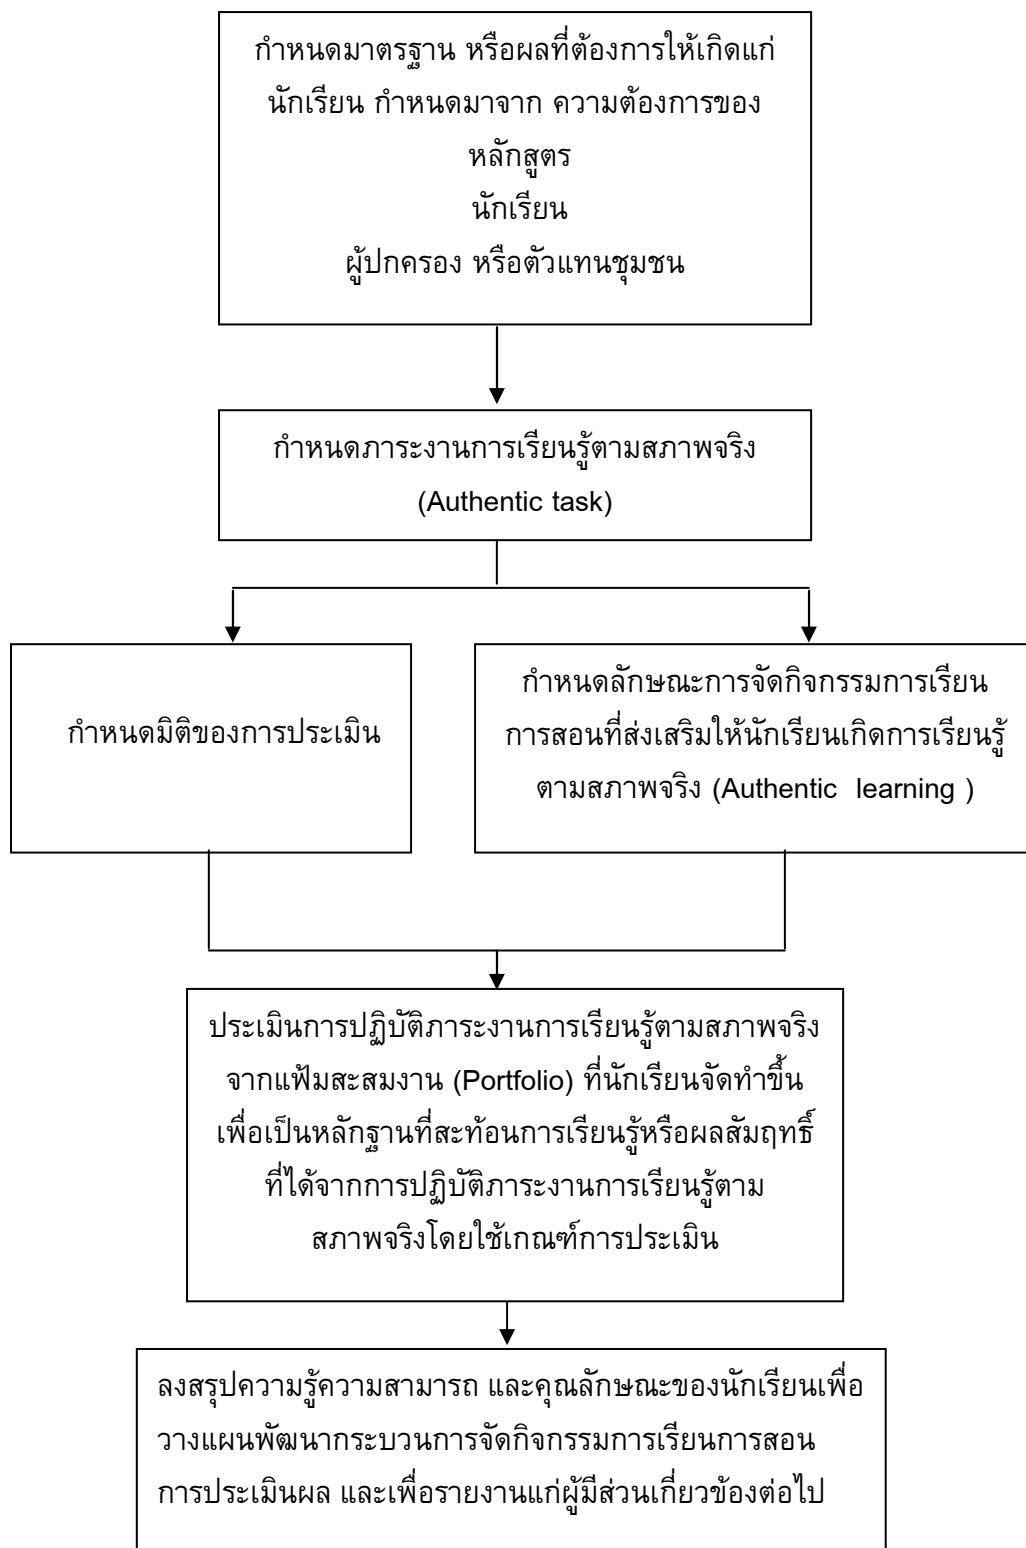 กำหนดมาตรฐาน หรือผลที่ต้องการให้เกิดแก่
นักเรียน กำหนดมาจาก ความต้องการของ
หลักสูตร
นักเรียน
ผู้ปกครอง หรือตัวแทนชุมชน
กำหนดภาระงานการเรียนรู้ตามสภาพจริง
(Authentic task)
กำหนดมิติของการประเมิน
กำหนดลักษณะการจัดกิจกรรมการเรียน
การสอนที่ส่งเสริมให้นักเรียนเกิดการเรียนรู้
ตามสภาพจริง (Authentic learning )
ประเมินการปฏิบัติภาระงานการเรียนรู้ตามสภาพจริง
จากแฟ้มสะสมงาน (Portfolio) ที่นักเรียนจัดทำขึ้น
เพื่อเป็นหลักฐานที่สะท้อนการเรียนรู้หรือผลสัมฤทธิ์
ที่ได้จากการปฏิบัติภาระงานการเรียนรู้ตาม
สภาพจริงโดยใช้เกณฑ์การประเมิน
ลงสรุปความรู้ความสามารถ และคุณลักษณะของนักเรียนเพื่อ
วางแผนพัฒนากระบวนการจัดกิจกรรมการเรียนการสอน
การประเมินผล และเพื่อรายงานแก่ผู้มีส่วนเกี่ยวข้องต่อไป